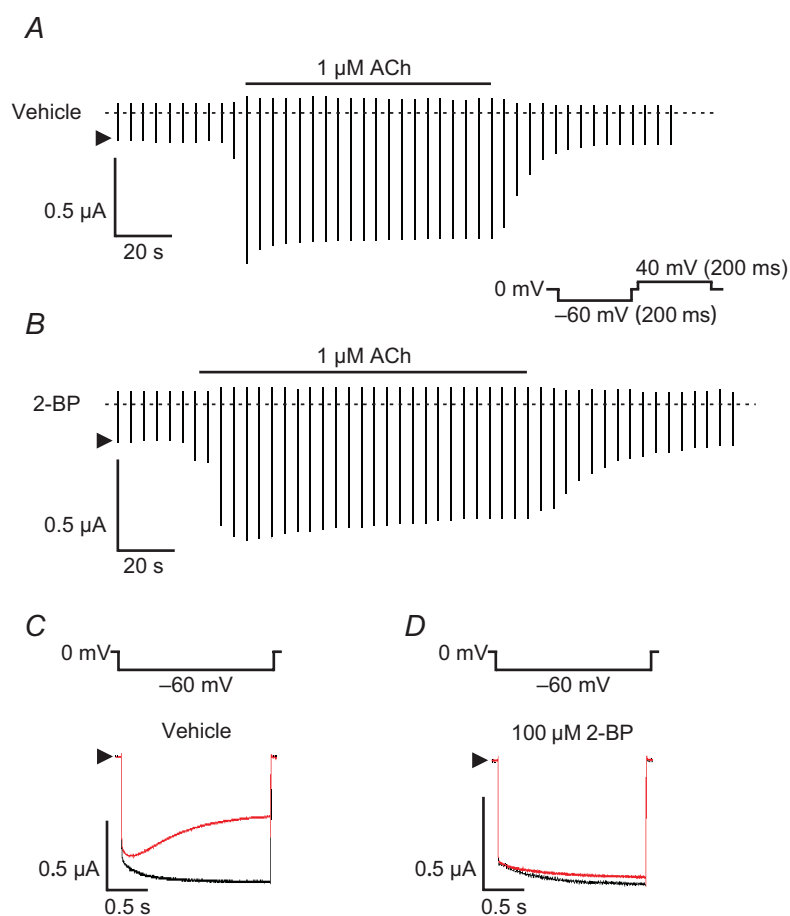 A
1 µM ACh
Vehicle
0.5 µA
20 s
40 mV (200 ms)
0 mV
–60 mV (200 ms)
B
1 µM ACh
2-BP
0.5 µA
20 s
C
0 mV
–60 mV
Vehicle
0.5 µA
0.5 s
D
0 mV
–60 mV
100 µM 2-BP
0.5 µA
0.5 s